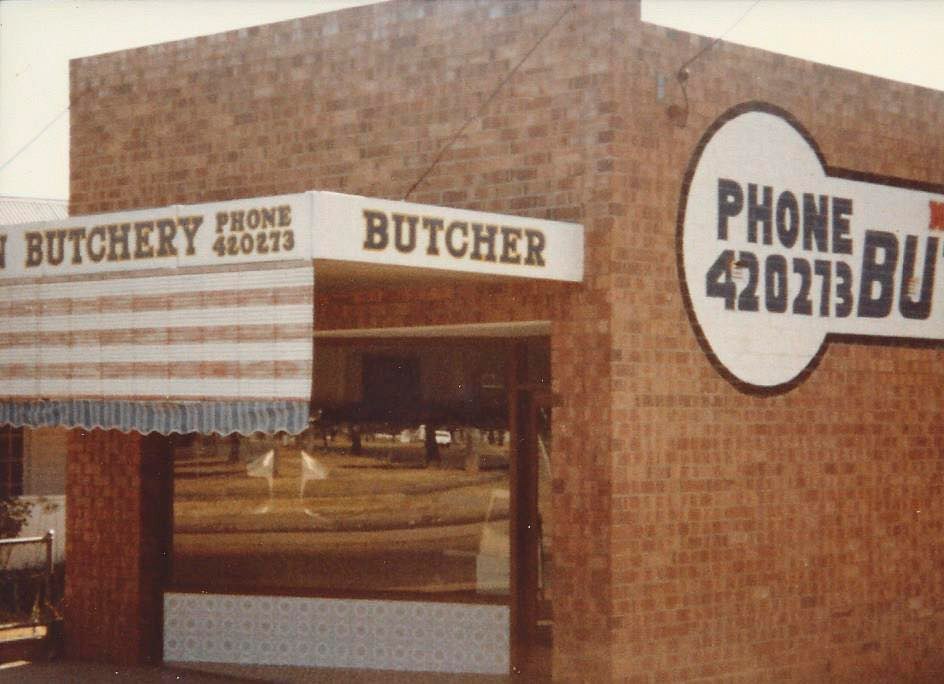 N BUTCHERY PHONE
420273
BUTCHER
PHONE
420273 BU